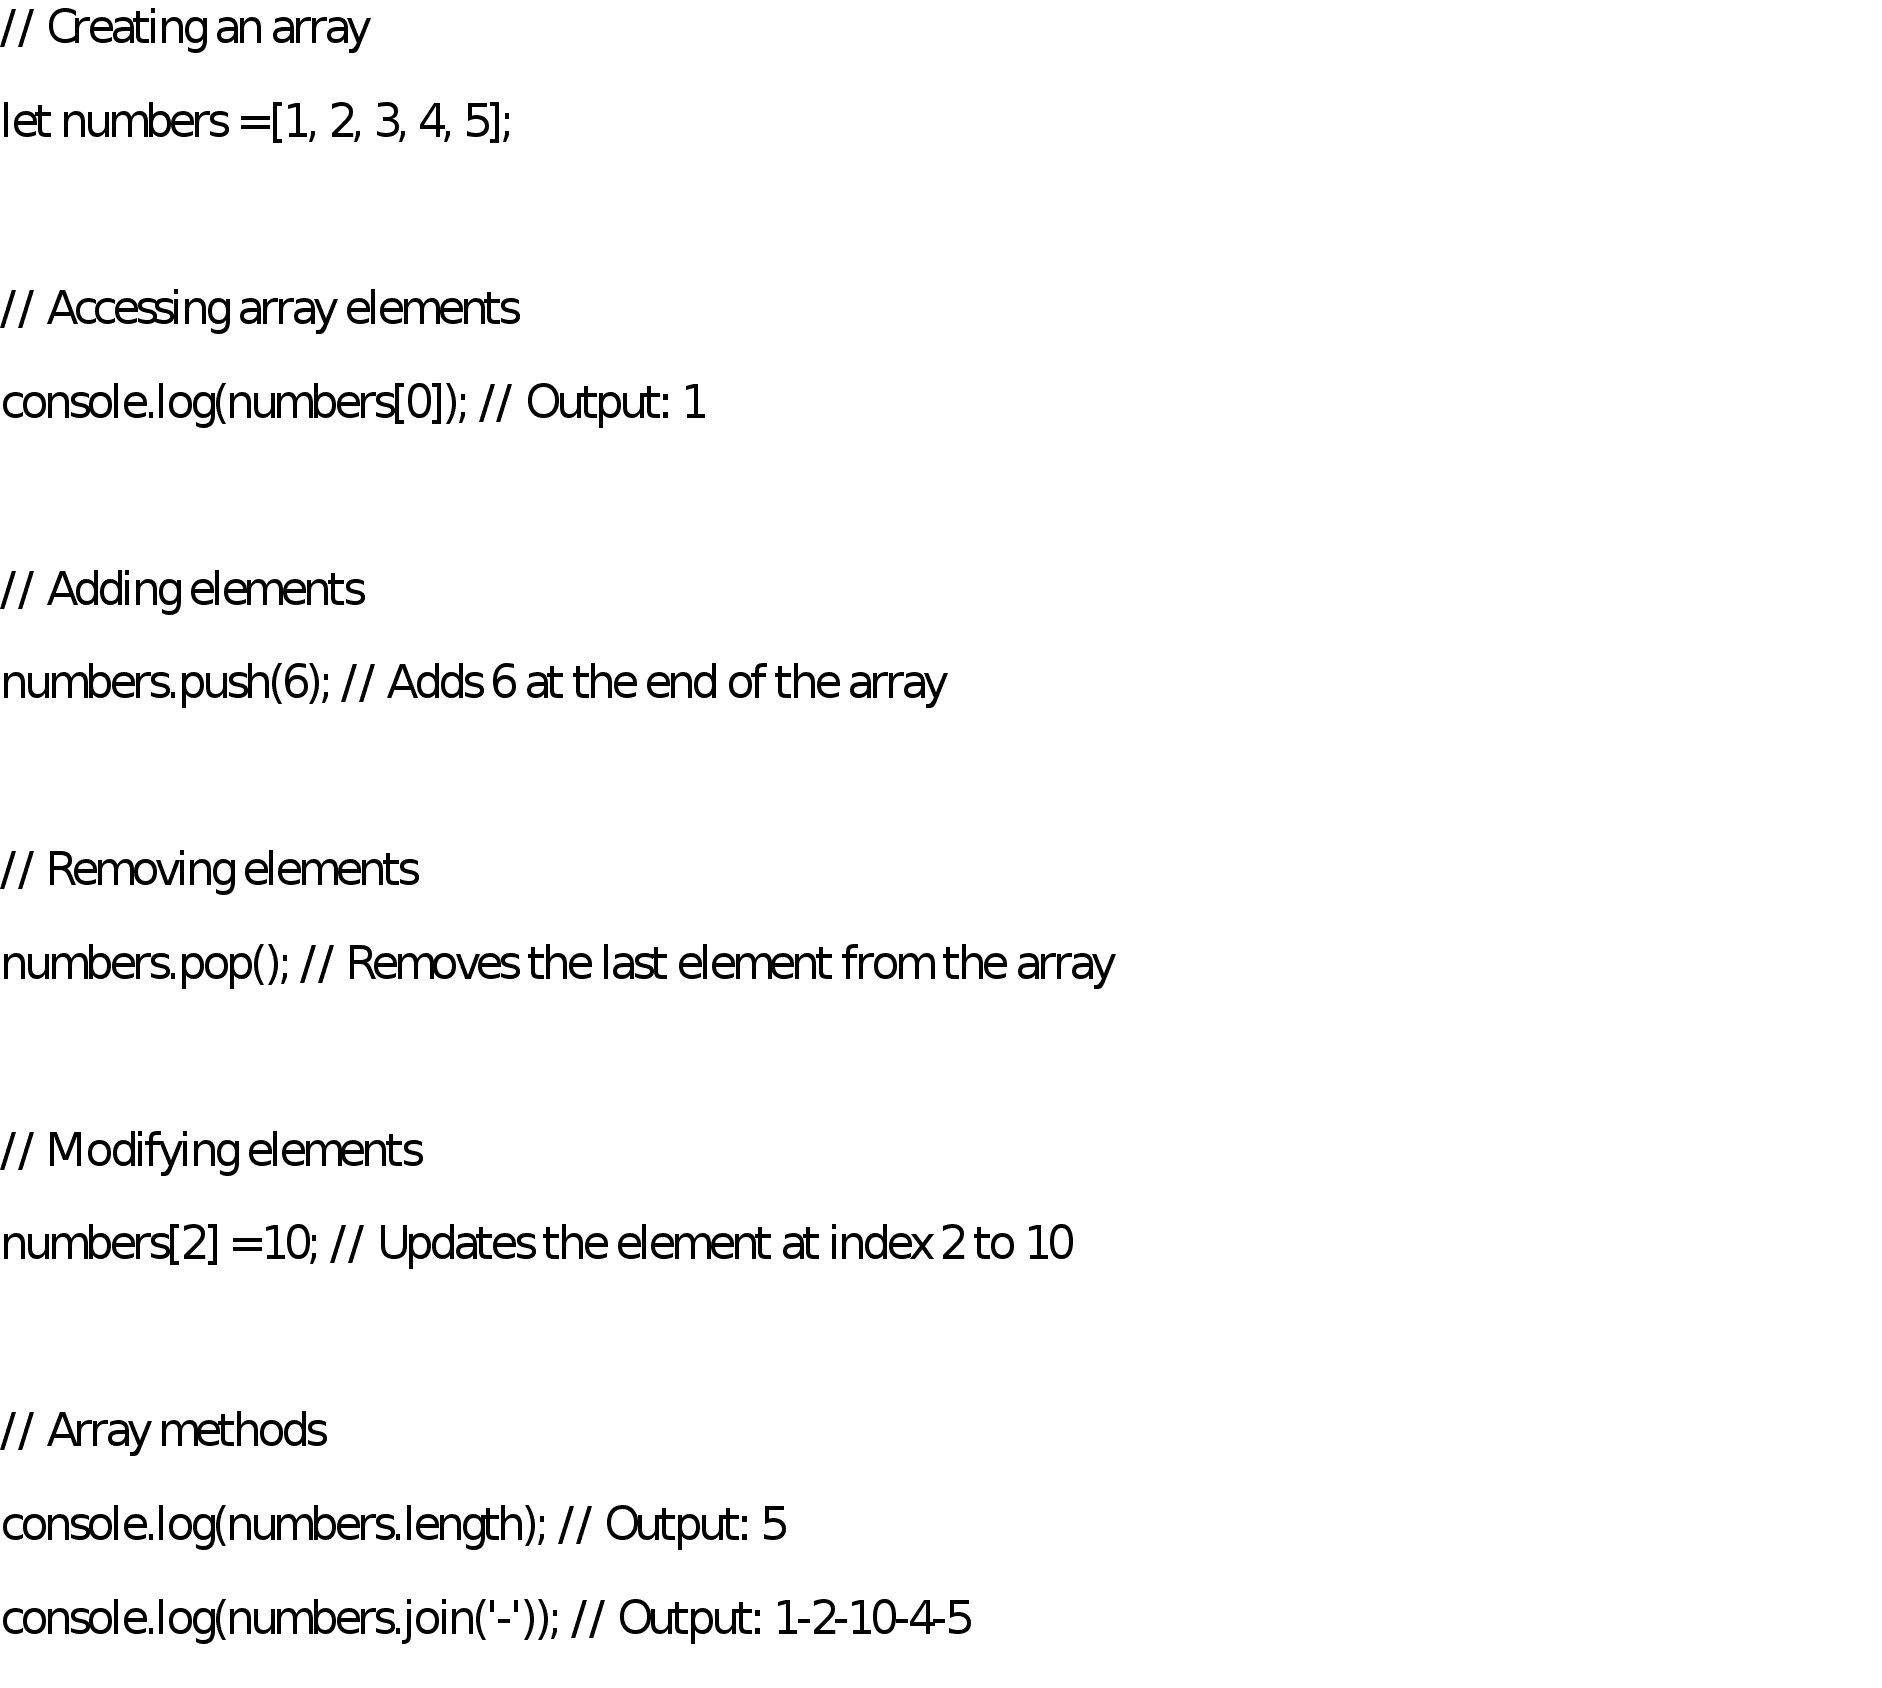 // Creating an array
let numbers = [1, 2, 3, 4, 5];
// Accessing array elements
console.log(numbers[0]); // Output: 1
// Adding elements
numbers.push(6); // Adds 6 at the end of the array
// Removing elements
numbers.pop(); // Removes the last element from the array
// Modifying elements
numbers[2] = 10; // Updates the element at index 2 to 10
// Array methods
console.log(numbers.length); // Output: 5
console.log(numbers.join('-')); // Output: 1-2-10-4-5